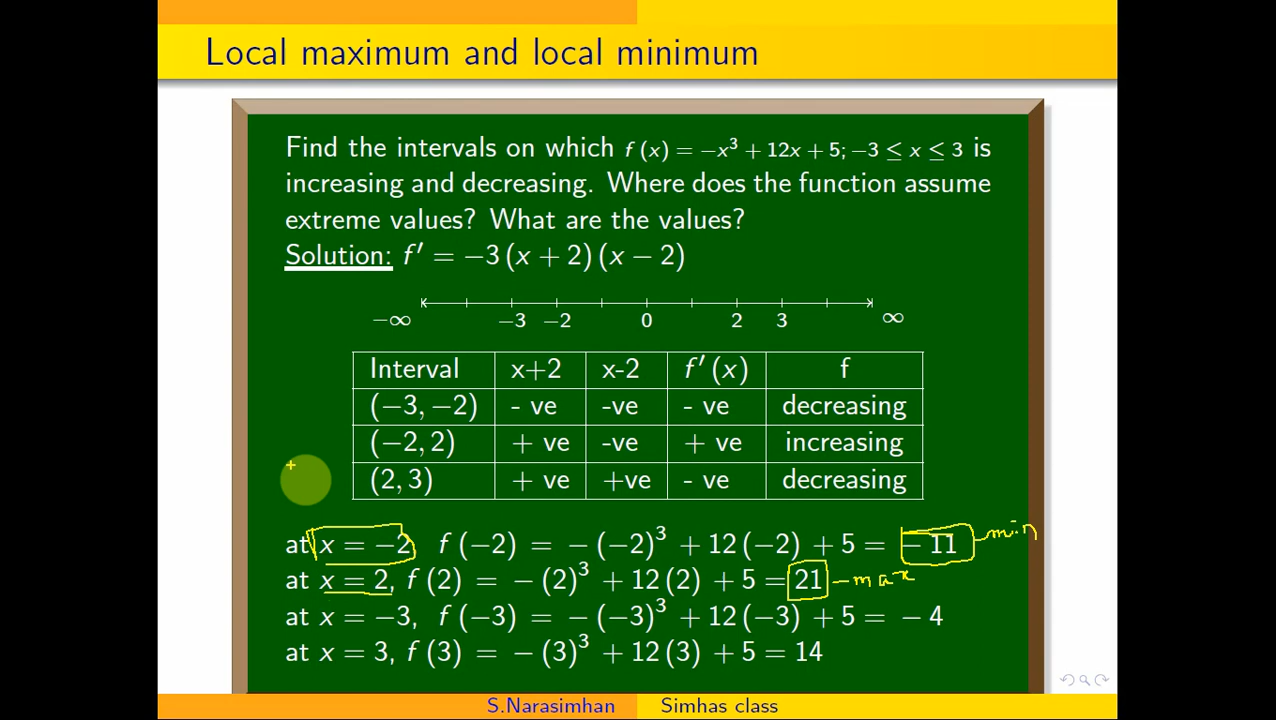 Local maximum and local minimum
Find the intervals on which f (x) = −x³ + 12x + 5; −3 ≤ x ≤ 3 is
increasing and decreasing. Where does the function assume
extreme values? What are the values?
Solution: f′ = −3 (x + 2) (x − 2)
−∞ −3 −2 0 2 3 ∞
Interval x+2 x-2 f′ (x) f
(−3, −2) - ve -ve - ve decreasing
(−2, 2) + ve -ve + ve increasing
(2, 3) + ve +ve - ve decreasing
at x = −2 f (−2) = − (−2)³ + 12 (−2) + 5 = − 11 – min
at x = 2, f (2) = − (2)³ + 12 (2) + 5 = 21 – max
at x = −3, f (−3) = − (−3)³ + 12 (−3) + 5 = − 4
at x = 3, f (3) = − (3)³ + 12 (3) + 5 = 14
S.Narasimhan Simhas class